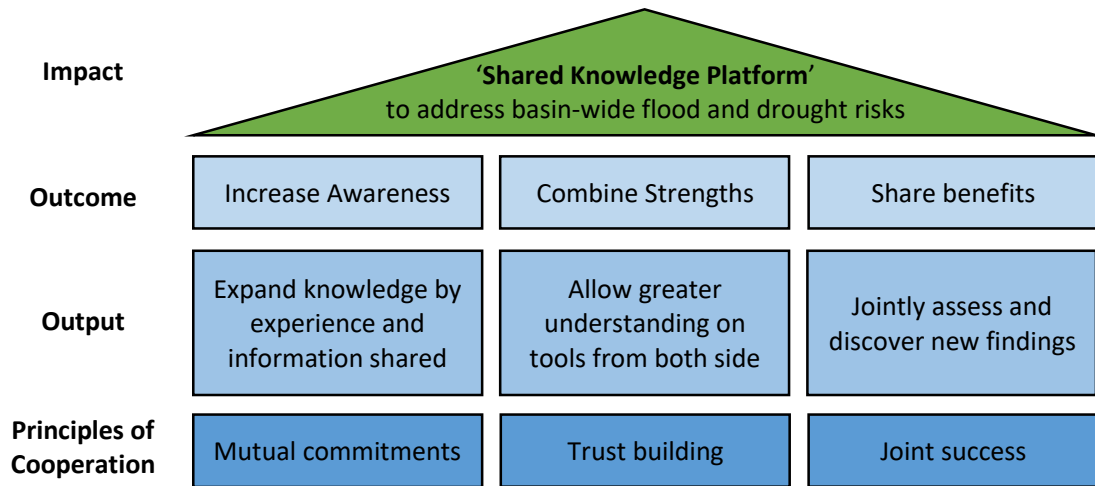 Impact
‘Shared Knowledge Platform’
to address basin-wide flood and drought risks
Outcome
Increase Awareness
Combine Strengths
Share benefits
Output
Expand knowledge by
experience and
information shared
Allow greater
understanding on
tools from both side
Jointly assess and
discover new findings
Principles of
Cooperation
Mutual commitments
Trust building
Joint success